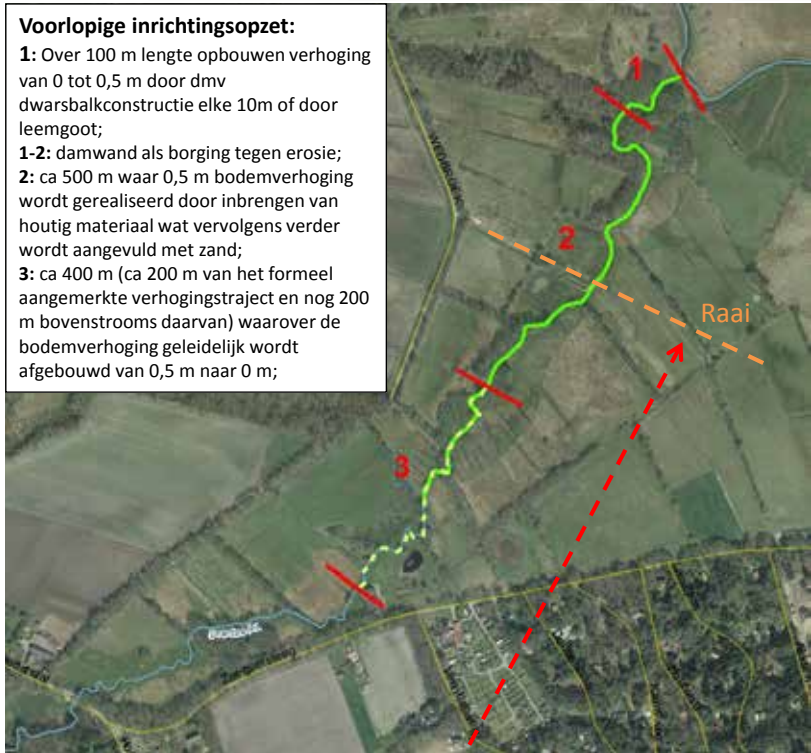 Voorlopige inrichtingsopzet:
1: Over 100 m lengte opbouwen verhoging
van 0 tot 0,5 m door dmv
dwarsbalkconstructie elke 10m of door
leemgoot;
1-2: damwand als borging tegen erosie;
2: ca 500 m waar 0,5 m bodemverhoging
wordt gerealiseerd door inbrengen van
houtig materiaal wat vervolgens verder
wordt aangevuld met zand;
3: ca 400 m (ca 200 m van het formeel
aangemerkte verhogingstraject en nog 200
m bovenstrooms daarvan) waarover de
bodemverhoging geleidelijk wordt
afgebouwd van 0,5 m naar 0 m;
1
2
Raai
3